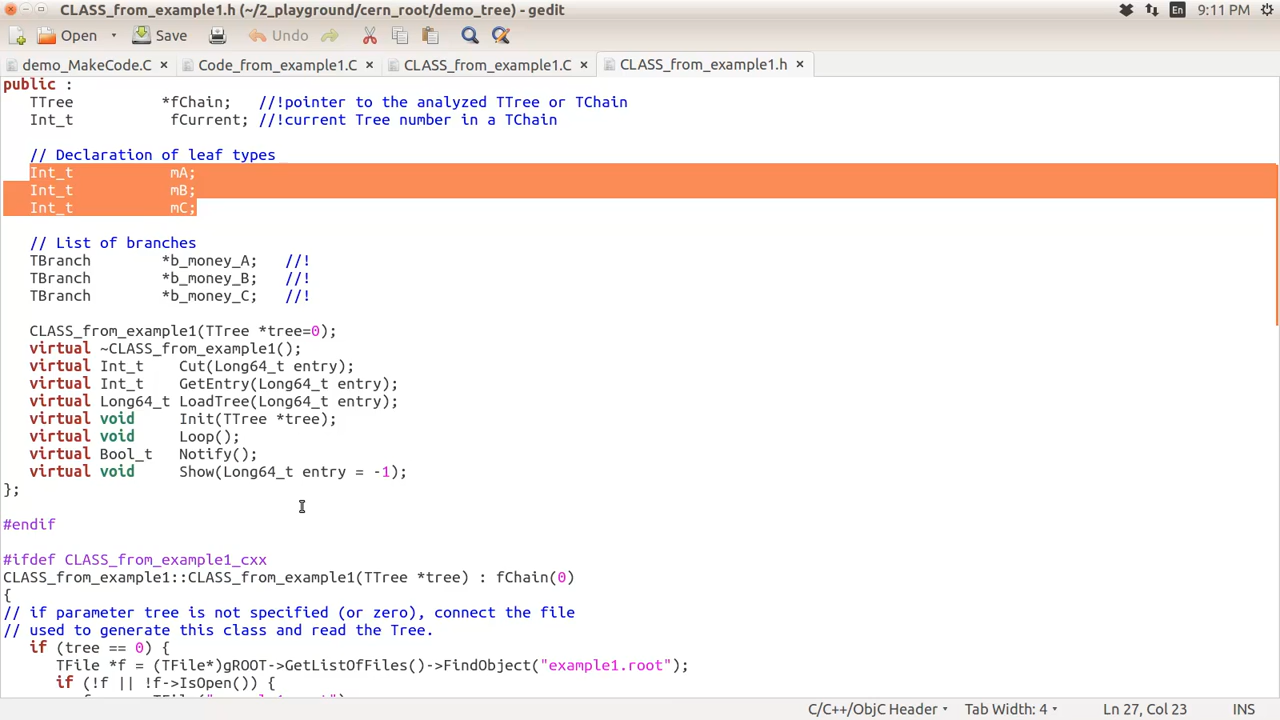 CLASS_from_example1.h (~/2_playground/cern_root/demo_tree) - gedit
En 9:11 PM
Open Save Undo
demo_MakeCode.C × Code_from_example1.C × CLASS_from_example1.C × CLASS_from_example1.h ×
public :
   TTree          *fChain;   //!pointer to the analyzed TTree or TChain
   Int_t           fCurrent; //!current Tree number in a TChain
   // Declaration of leaf types
   Int_t           mA;
   Int_t           mB;
   Int_t           mC;
   // List of branches
   TBranch        *b_money_A;   //!
   TBranch        *b_money_B;   //!
   TBranch        *b_money_C;   //!
   CLASS_from_example1(TTree *tree=0);
   virtual ~CLASS_from_example1();
   virtual Int_t    Cut(Long64_t entry);
   virtual Int_t    GetEntry(Long64_t entry);
   virtual Long64_t LoadTree(Long64_t entry);
   virtual void     Init(TTree *tree);
   virtual void     Loop();
   virtual Bool_t   Notify();
   virtual void     Show(Long64_t entry = -1);
};
#endif
#ifdef CLASS_from_example1_cxx
CLASS_from_example1::CLASS_from_example1(TTree *tree) : fChain(0)
{
// if parameter tree is not specified (or zero), connect the file
// used to generate this class and read the Tree.
   if (tree == 0) {
      TFile *f = (TFile*)gROOT->GetListOfFiles()->FindObject("example1.root");
      if (!f || !f->IsOpen()) {
C/C++/ObjC Header Tab Width: 4 Ln 27, Col 23 INS